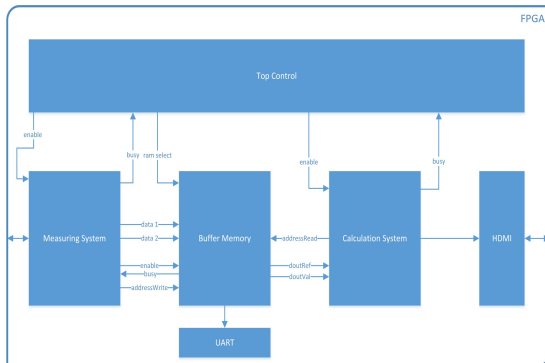 FPGA
Top Control
enable
busy
ram select
enable
busy
Measuring System
data 1
data 2
enable
busy
addressWrite
Buffer Memory
addressRead
doutRef
doutVal
Calculation System
HDMI
UART